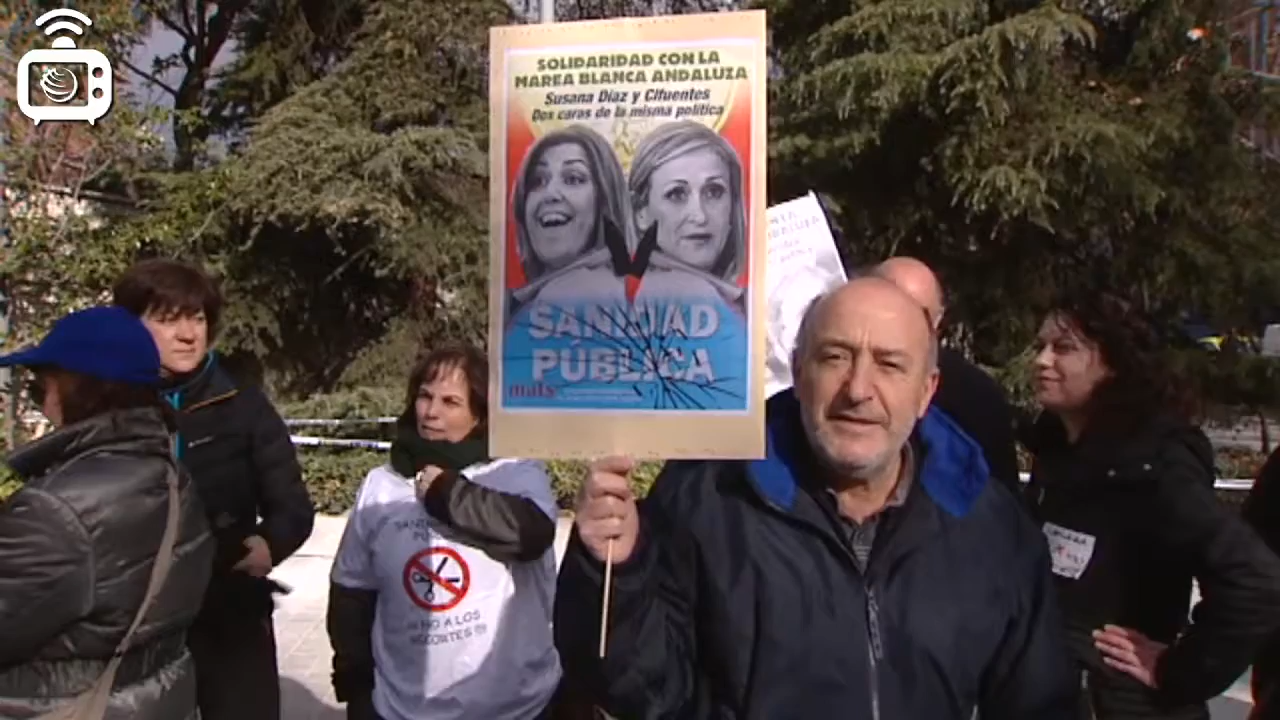 SOLIDARIDAD CON LA
MAREA BLANCA ANDALUZA
Susana Díaz y Cifuentes
Dos caras de la misma política
SANIDAD
PÚBLICA
mats
NO A LOS
RECORTES